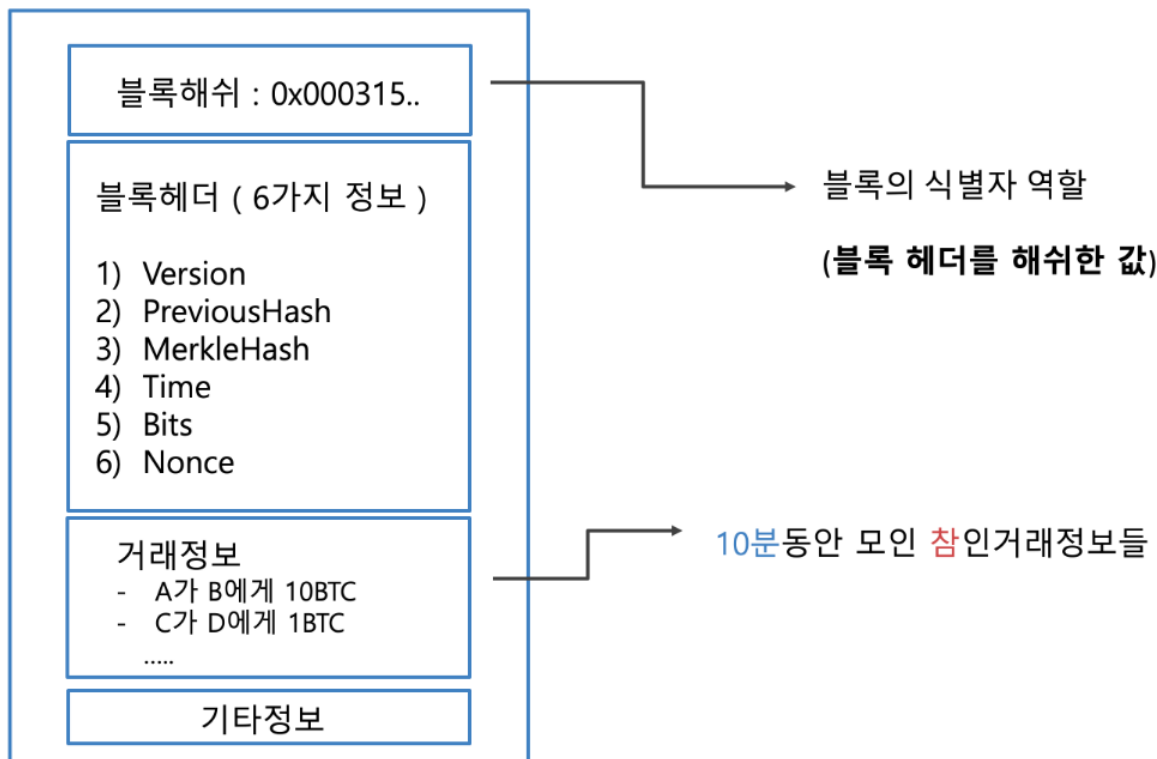 블록해쉬 : 0x000315..
블록헤더 ( 6가지 정보 )
1) Version
2) PreviousHash
3) MerkleHash
4) Time
5) Bits
6) Nonce
거래정보
- A가 B에게 10BTC
- C가 D에게 1BTC
.....
기타정보
블록의 식별자 역할
(블록 헤더를 해쉬한 값)
10분동안 모인 참인거래정보들